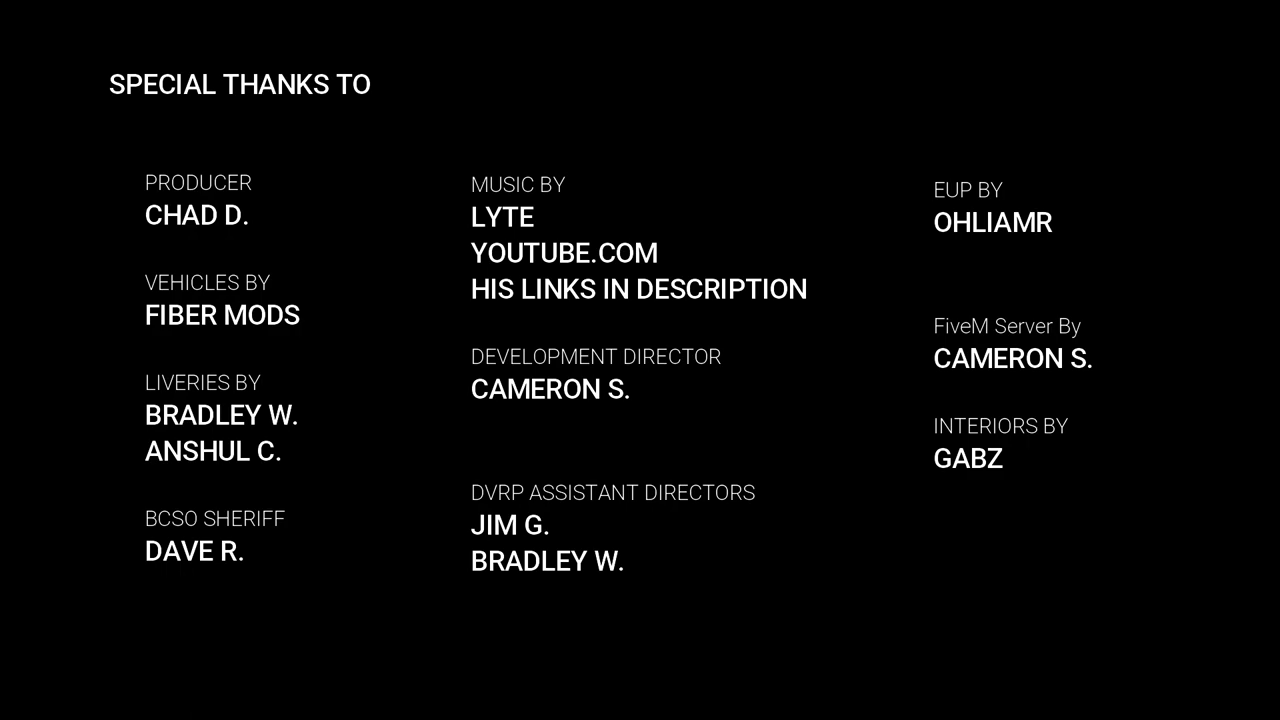 SPECIAL THANKS TO
PRODUCER
CHAD D.
VEHICLES BY
FIBER MODS
LIVERIES BY
BRADLEY W.
ANSHUL C.
BCSO SHERIFF
DAVE R.
MUSIC BY
LYTE
YOUTUBE.COM
HIS LINKS IN DESCRIPTION
DEVELOPMENT DIRECTOR
CAMERON S.
DVRP ASSISTANT DIRECTORS
JIM G.
BRADLEY W.
EUP BY
OHLIAMR
FiveM Server By
CAMERON S.
INTERIORS BY
GABZ